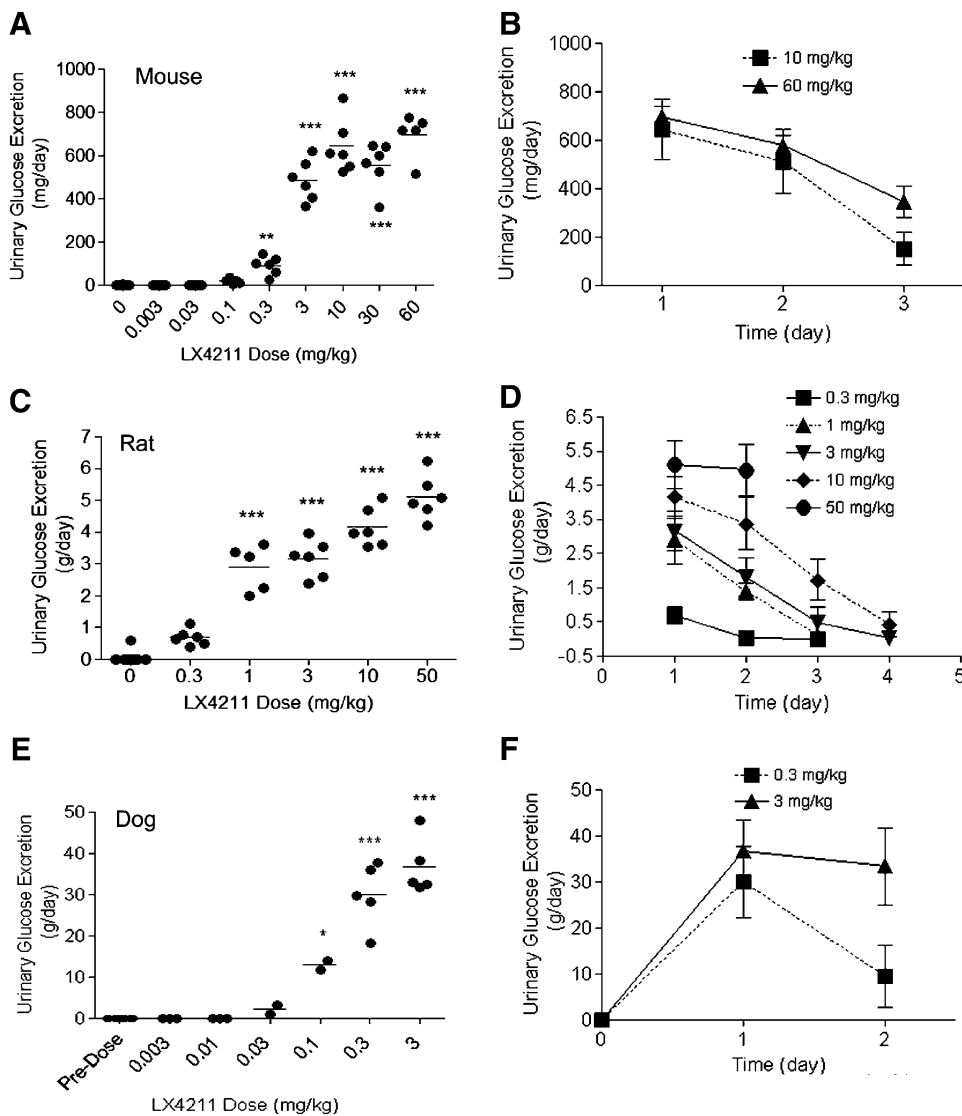 A
Mouse
Urinary Glucose Excretion
(mg/day)
1000
800
600
400
200
0
***
***
***
***
**
***
0
0.003
0.03
0.1
0.3
3
10
30
60
LX4211 Dose (mg/kg)
B
10 mg/kg
60 mg/kg
Urinary Glucose Excretion
(mg/day)
1000
800
600
400
200
0
1
2
3
Time (day)
C
Rat
Urinary Glucose Excretion
(g/day)
7
6
5
4
3
2
1
0
***
***
***
***
0
0.3
1
3
10
50
LX4211 Dose (mg/kg)
D
0.3 mg/kg
1 mg/kg
3 mg/kg
10 mg/kg
50 mg/kg
Urinary Glucose Excretion
(g/day)
6.5
5.5
4.5
3.5
2.5
1.5
0.5
-0.5
0
1
2
3
4
5
Time (day)
E
Dog
Urinary Glucose Excretion
(g/day)
50
40
30
20
10
0
*
***
***
Pre-Dose
0.003
0.01
0.03
0.1
0.3
3
LX4211 Dose (mg/kg)
F
0.3 mg/kg
3 mg/kg
Urinary Glucose Excretion
(g/day)
50
40
30
20
10
0
0
1
2
Time (day)